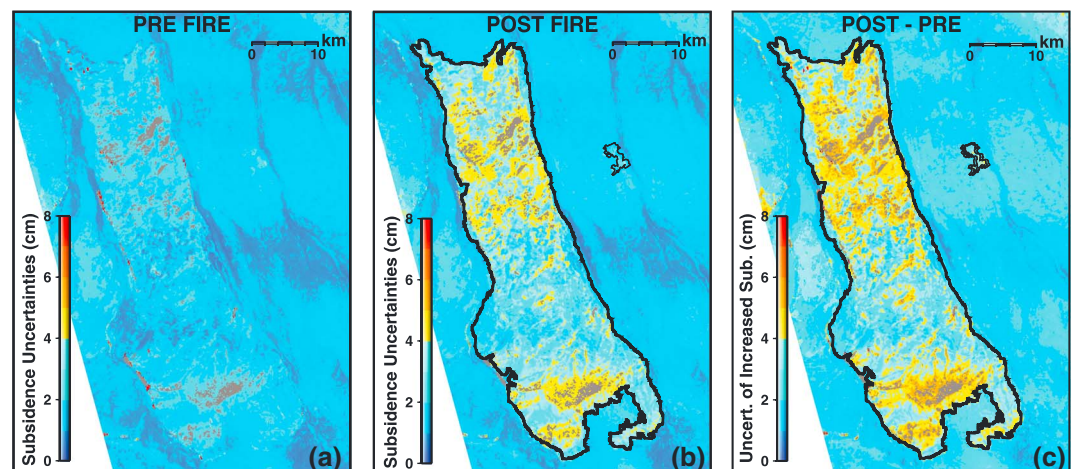 PRE FIRE
km
0 10
Subsidence Uncertainties (cm)
8
6
4
2
0
(a)
POST FIRE
km
0 10
Subsidence Uncertainties (cm)
8
6
4
2
0
(b)
POST - PRE
km
0 10
Uncert. of Increased Sub. (cm)
8
6
4
2
0
(c)